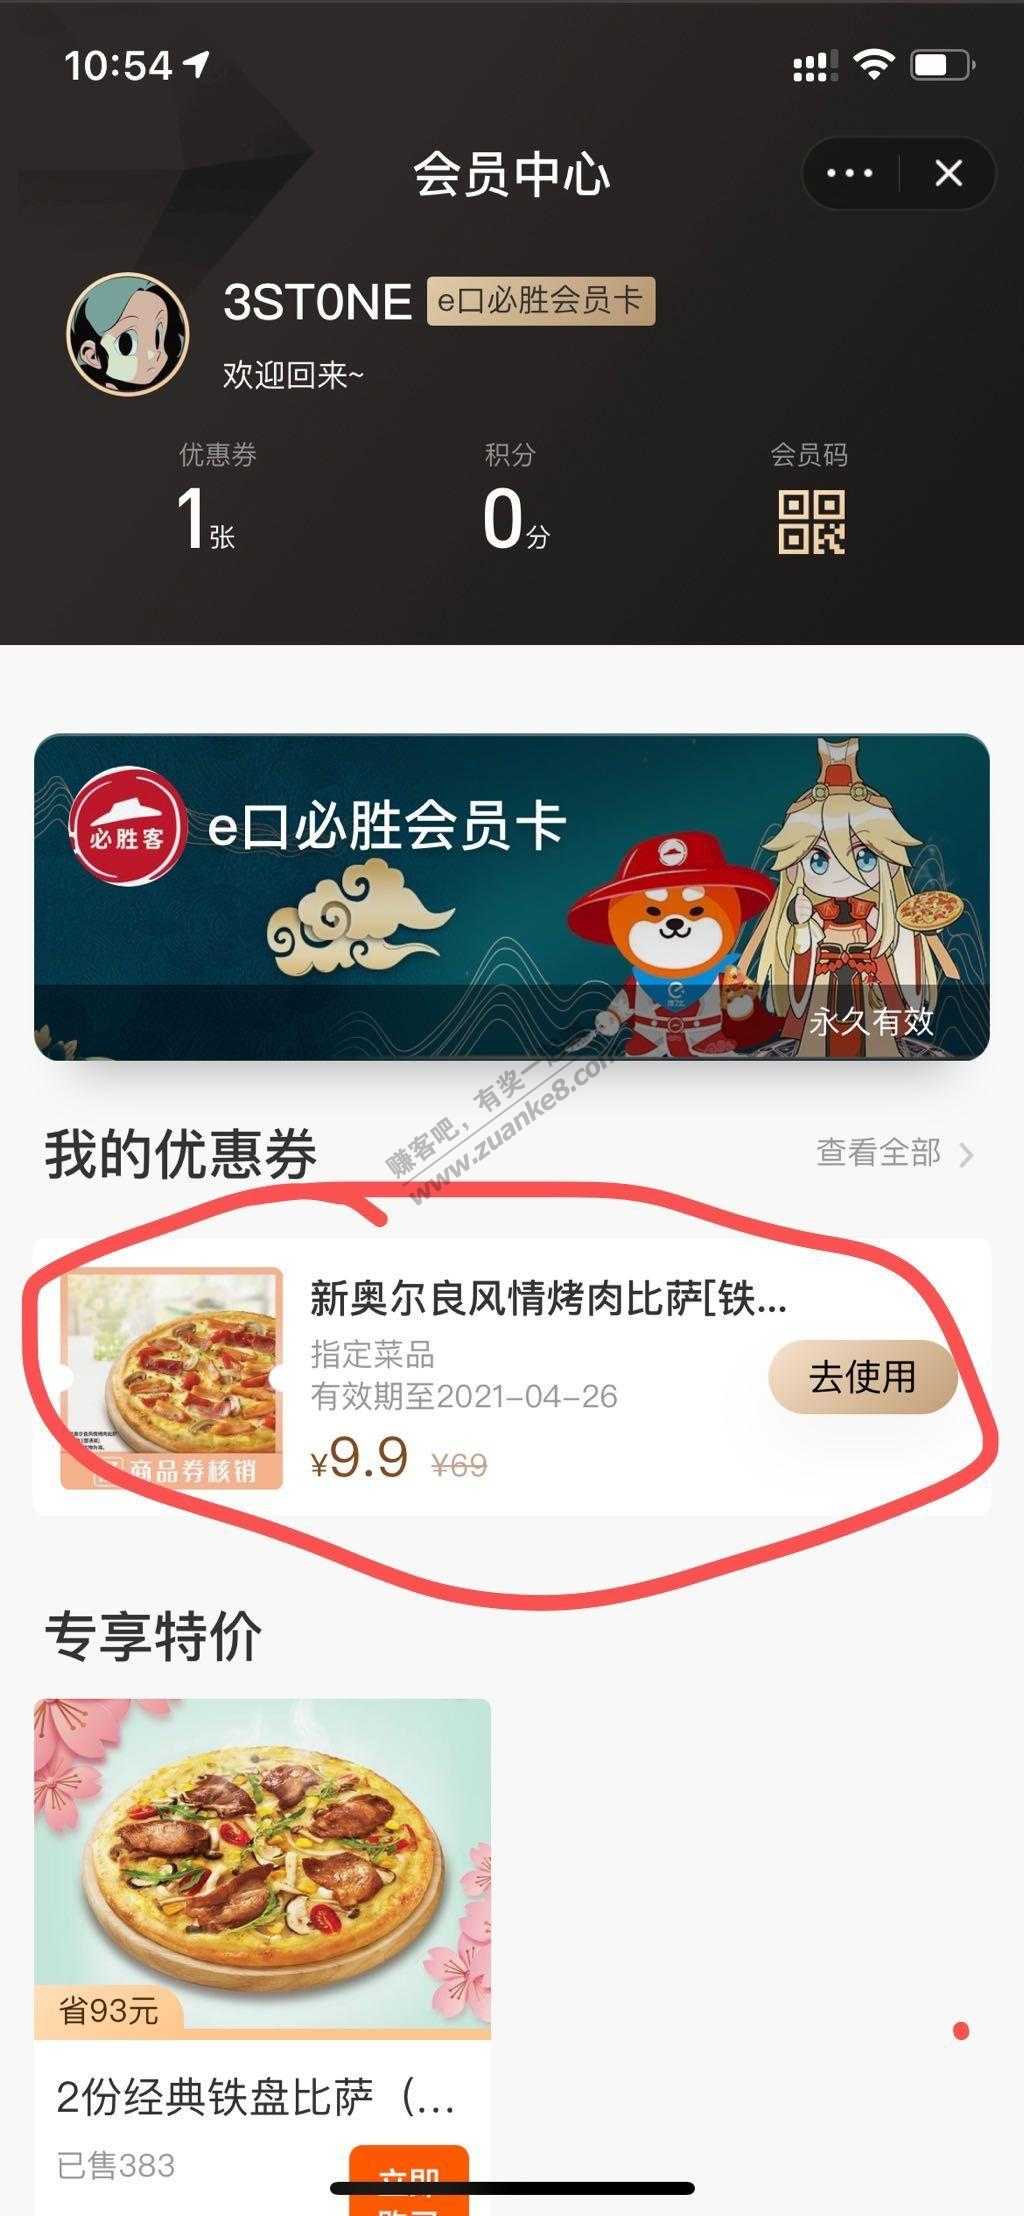 10:54
会员中心
3ST0NE
e口必胜会员卡
欢迎回来~
优惠券
积分
会员码
1张
0分
必胜客
e口必胜会员卡
永久有效
赚客吧，有奖一
www.zuanke8.com
我的优惠券
查看全部
新奥尔良风情烤肉比萨[铁...
指定菜品
有效期至2021-04-26
¥9.9 ¥69
去使用
商品券核销
专享特价
省93元
2份经典铁盘比萨（...
已售383
立即